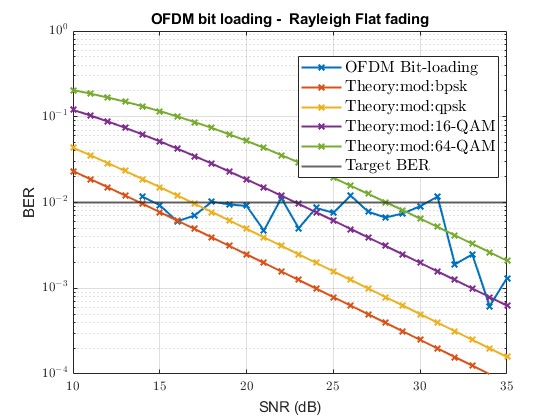 OFDM bit loading - Rayleigh Flat fading
10^0
10^-1
10^-2
10^-3
10^-4
BER
OFDM Bit-loading
Theory:mod:bpsk
Theory:mod:qpsk
Theory:mod:16-QAM
Theory:mod:64-QAM
Target BER
10 15 20 25 30 35
SNR (dB)